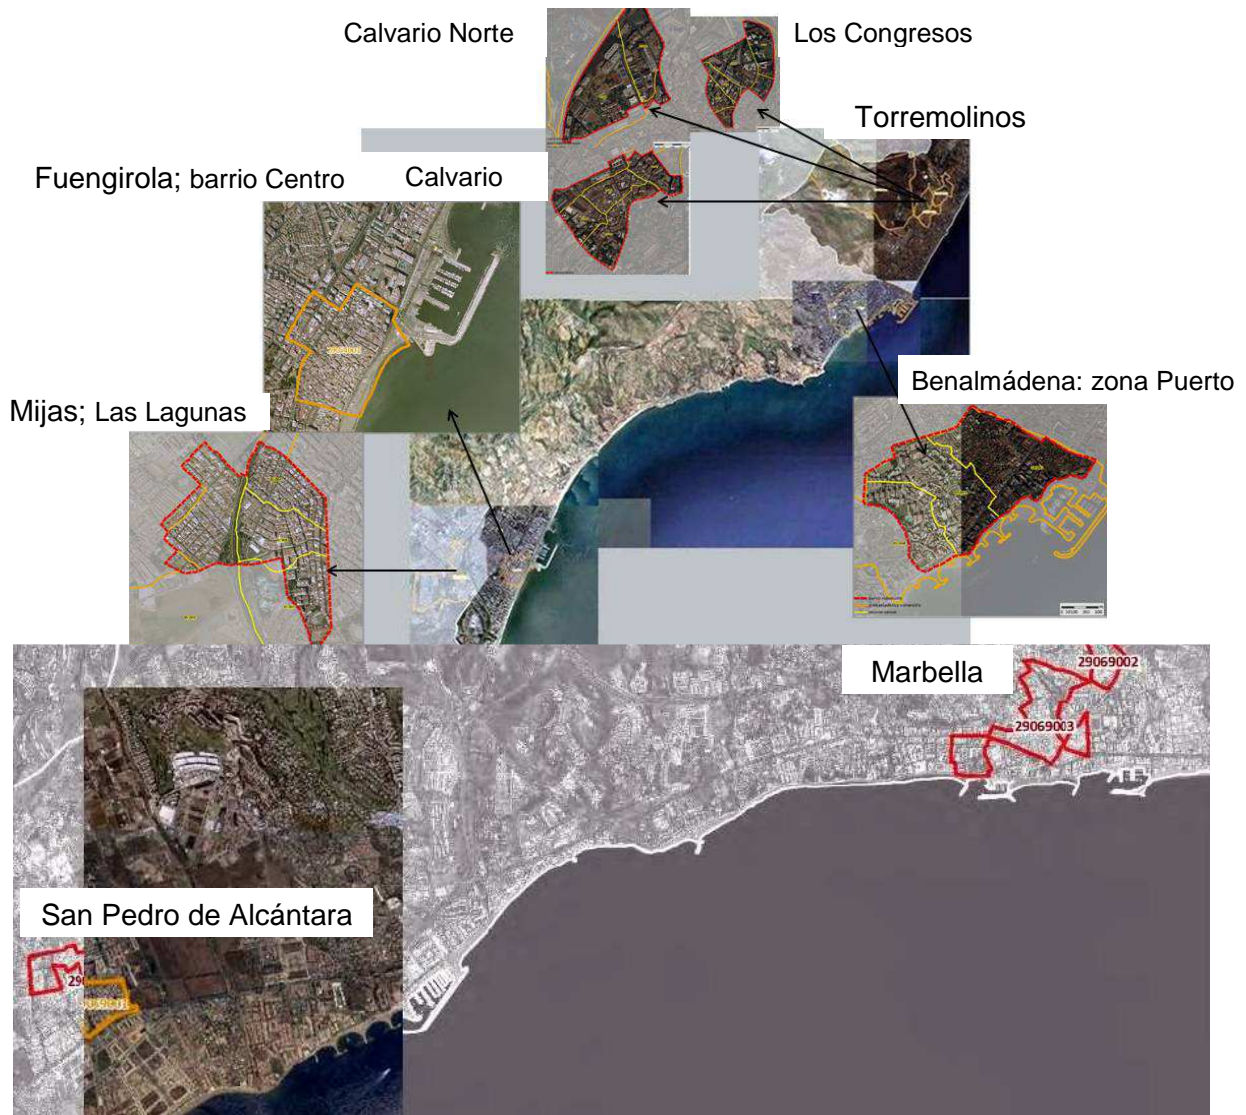 Calvario Norte
Los Congresos
Torremolinos
Fuengirola; barrio Centro
Calvario
Benalmádena: zona Puerto
Mijas; Las Lagunas
Marbella
29069002
29069003
San Pedro de Alcántara